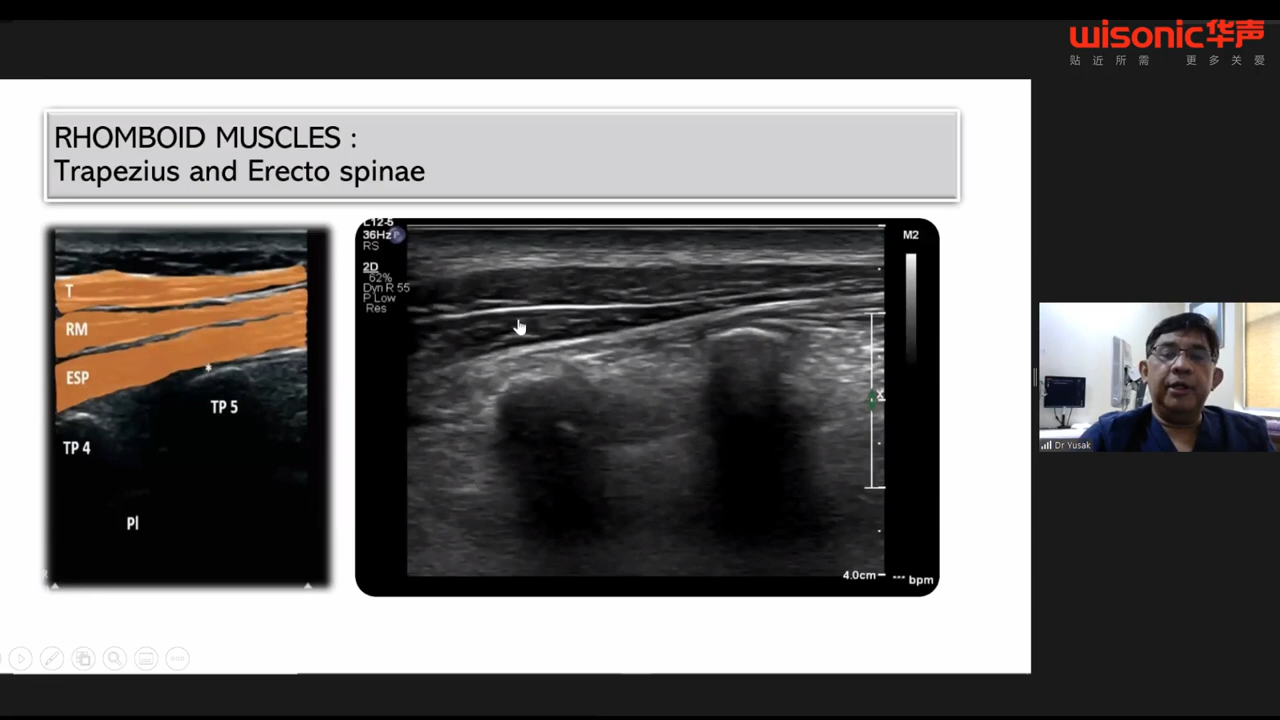 wisonic华声
贴近所需 更多关爱
RHOMBOID MUSCLES :
Trapezius and Erecto spinae
T
RM
ESP
TP 5
TP 4
Pl
L12-5
36Hz
RS
P
2D
62%
Dyn R 55
P Low
Res
M2
X
4.0cm
--- bpm
Dr Yusak